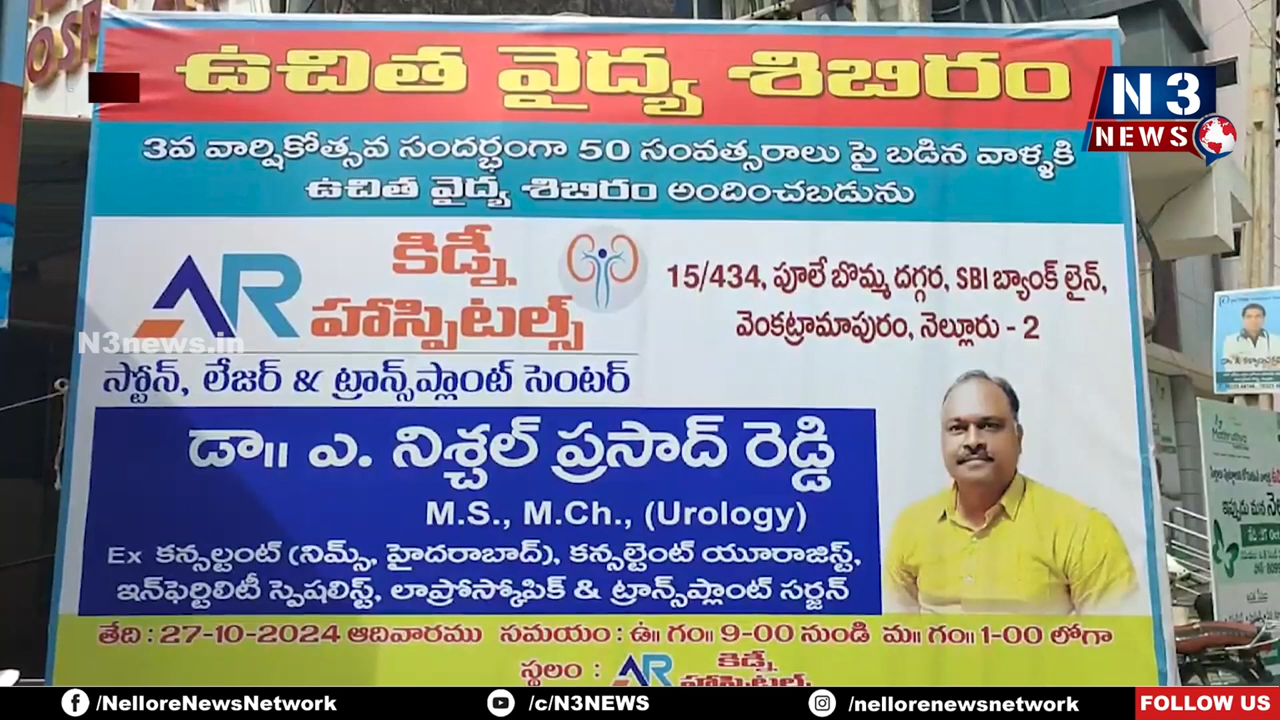 ఉచిత వైద్య శిబిరం
3వ వార్షికోత్సవ సందర్భంగా 50 సంవత్సరాలు పై బడిన వాళ్ళకి
ఉచిత వైద్య శిబిరం అందించబడును
AR కిడ్నీ
హాస్పిటల్స్
స్టోన్, లేజర్ & ట్రాన్స్‌ప్లాంట్ సెంటర్
15/434, పూలే బొమ్మ దగ్గర, SBI బ్యాంక్ లైన్,
వెంకట్రామాపురం, నెల్లూరు - 2
డా॥ ఎ. నిశ్చల్ ప్రసాద్ రెడ్డి
M.S., M.Ch., (Urology)
Ex కన్సల్టంట్ (నిమ్స్, హైదరాబాద్), కన్సల్టెంట్ యూరాజిస్ట్,
ఇన్‌ఫెర్టిలిటీ స్పెషలిస్ట్, లాప్రోస్కోపిక్ & ట్రాన్స్‌ప్లాంట్ సర్జన్
తేది : 27-10-2024 ఆదివారము సమయం : ఉ॥ గం॥ 9-00 నుండి మ॥ గం॥ 1-00 లోగా
స్థలం : AR కిడ్నీ
హాస్పిటల్స్
N3
NEWS
N3news.in
/NelloreNewsNetwork
/c/N3NEWS
/nellorenewsnetwork
FOLLOW US